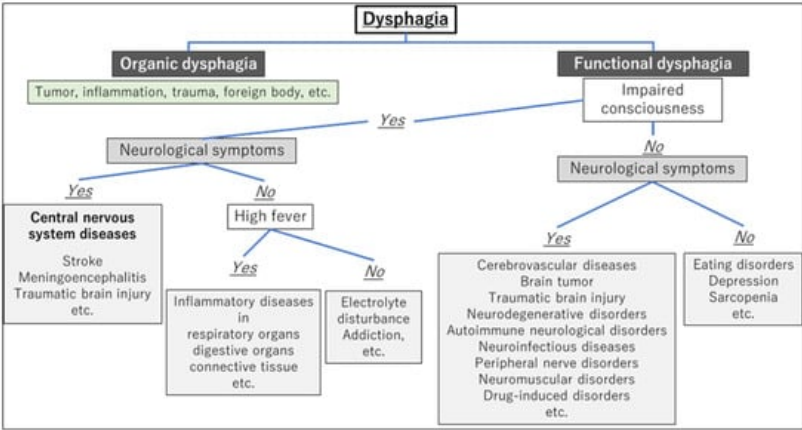 Dysphagia
Organic dysphagia
Tumor, inflammation, trauma, foreign body, etc.
Functional dysphagia
Impaired
consciousness
Yes
No
Neurological symptoms
Yes
No
Central nervous
system diseases
Stroke
Meningoencephalitis
Traumatic brain injury
etc.
High fever
Yes
No
Inflammatory diseases
in
respiratory organs
digestive organs
connective tissue
etc.
Electrolyte
disturbance
Addiction,
etc.
Neurological symptoms
Yes
No
Cerebrovascular diseases
Brain tumor
Traumatic brain injury
Neurodegenerative disorders
Autoimmune neurological disorders
Neuroinfectious diseases
Peripheral nerve disorders
Neuromuscular disorders
Drug-induced disorders
etc.
Eating disorders
Depression
Sarcopenia
etc.